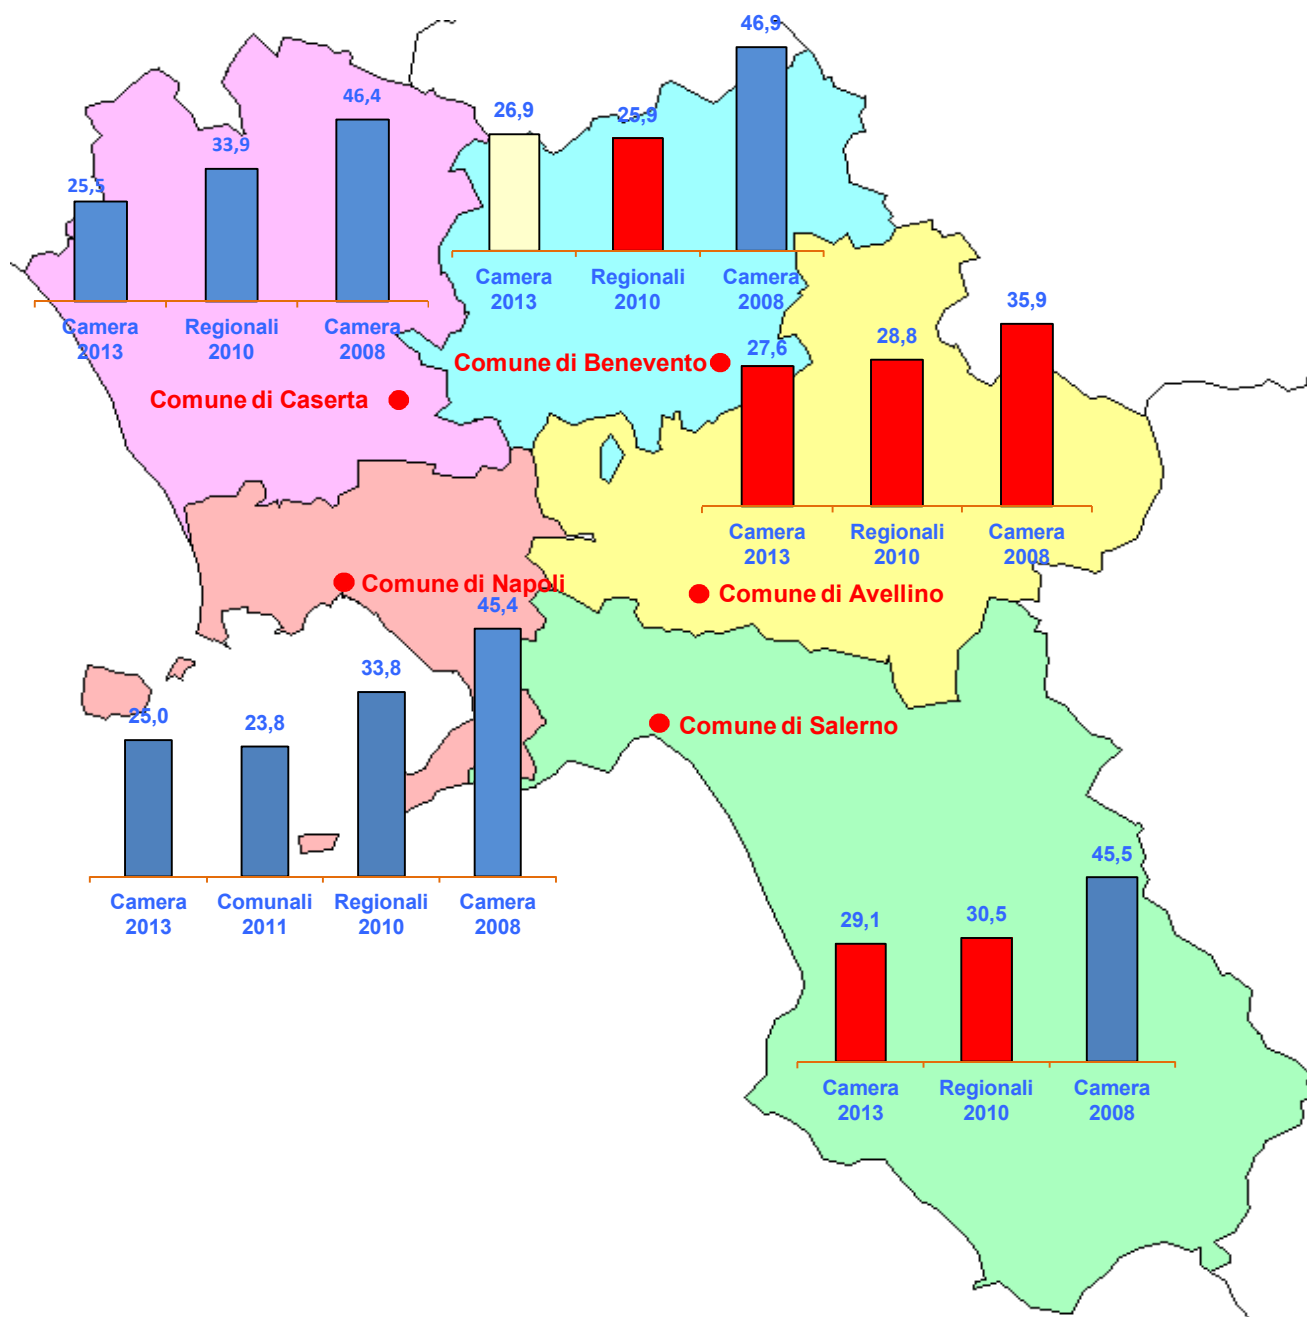 46,4
33,9
25,5
Camera Regionali Camera
2013 2010 2008
Comune di Caserta
46,9
26,9 25,9
Camera Regionali Camera
2013 2010 2008
Comune di Benevento
35,9
28,8
27,6
Camera Regionali Camera
2013 2010 2008
Comune di Avellino
Comune di Napoli
45,4
33,8
25,0 23,8
Camera Comunali Regionali Camera
2013 2011 2010 2008
Comune di Salerno
45,5
29,1 30,5
Camera Regionali Camera
2013 2010 2008